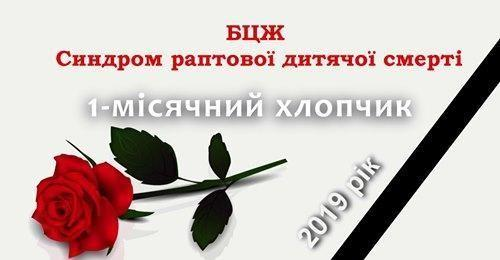 БЦЖ
Синдром раптової дитячої смерті
1-місячний хлопчик
2019 рік